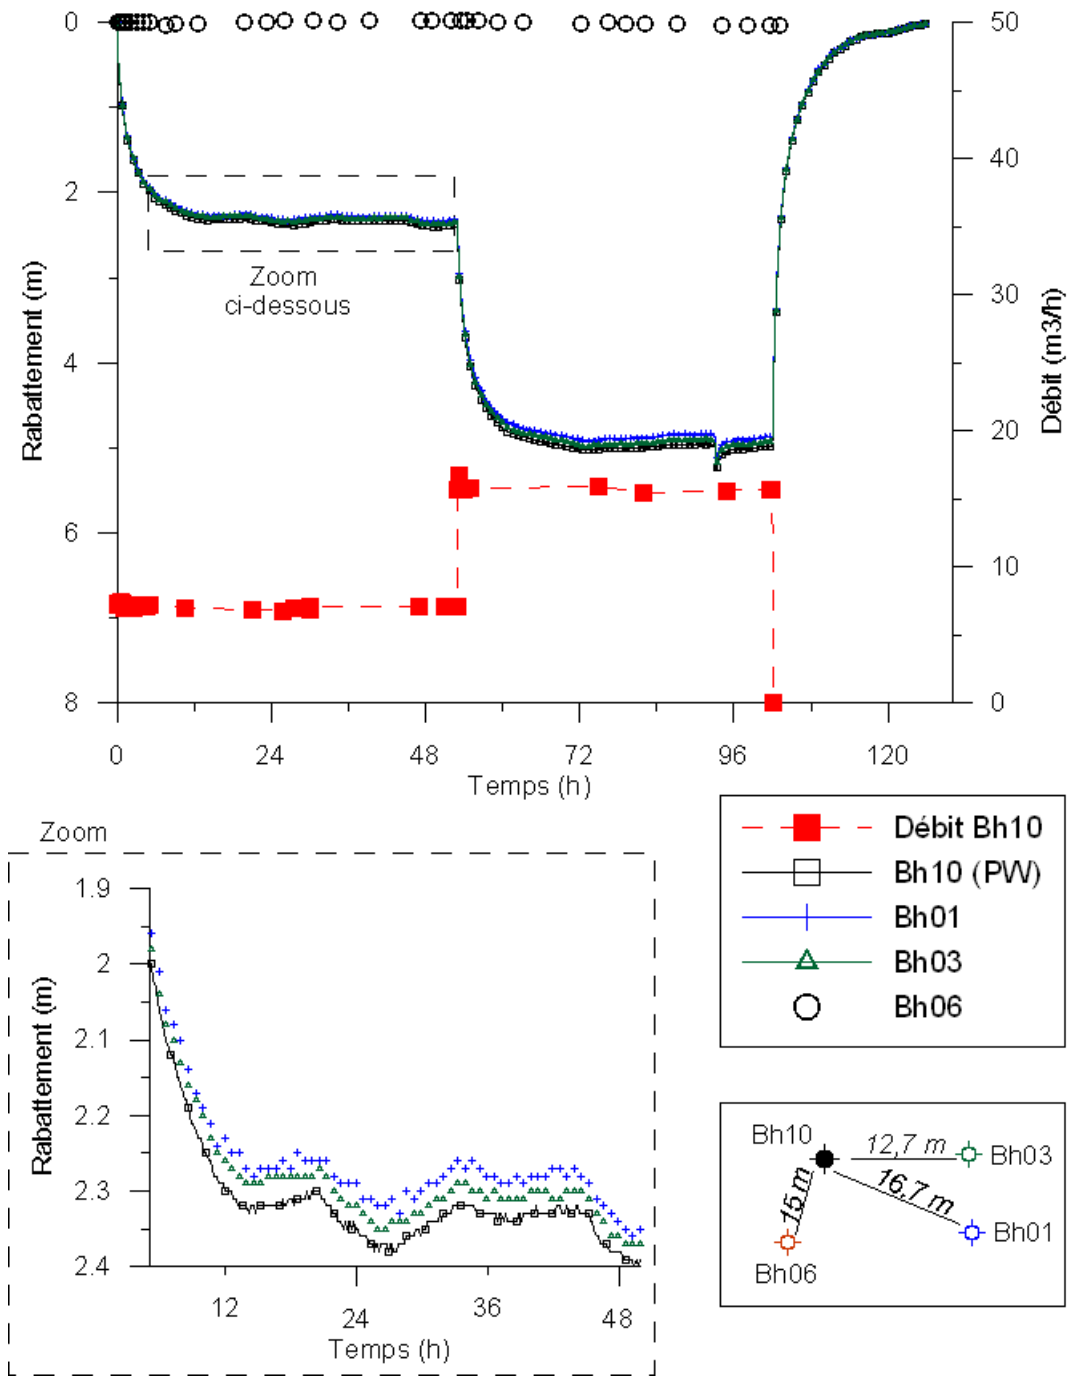 0
2
4
6
8
Rabattement (m)
50
40
30
20
10
0
Débit (m3/h)
Zoom
ci-dessous
0
24
48
72
96
120
Temps (h)
Zoom
1.9
2
2.1
2.2
2.3
2.4
Rabattement (m)
12
24
36
48
Temps (h)
Débit Bh10
Bh10 (PW)
Bh01
Bh03
Bh06
Bh10
12,7 m
Bh03
16,7 m
15 m
Bh01
Bh06